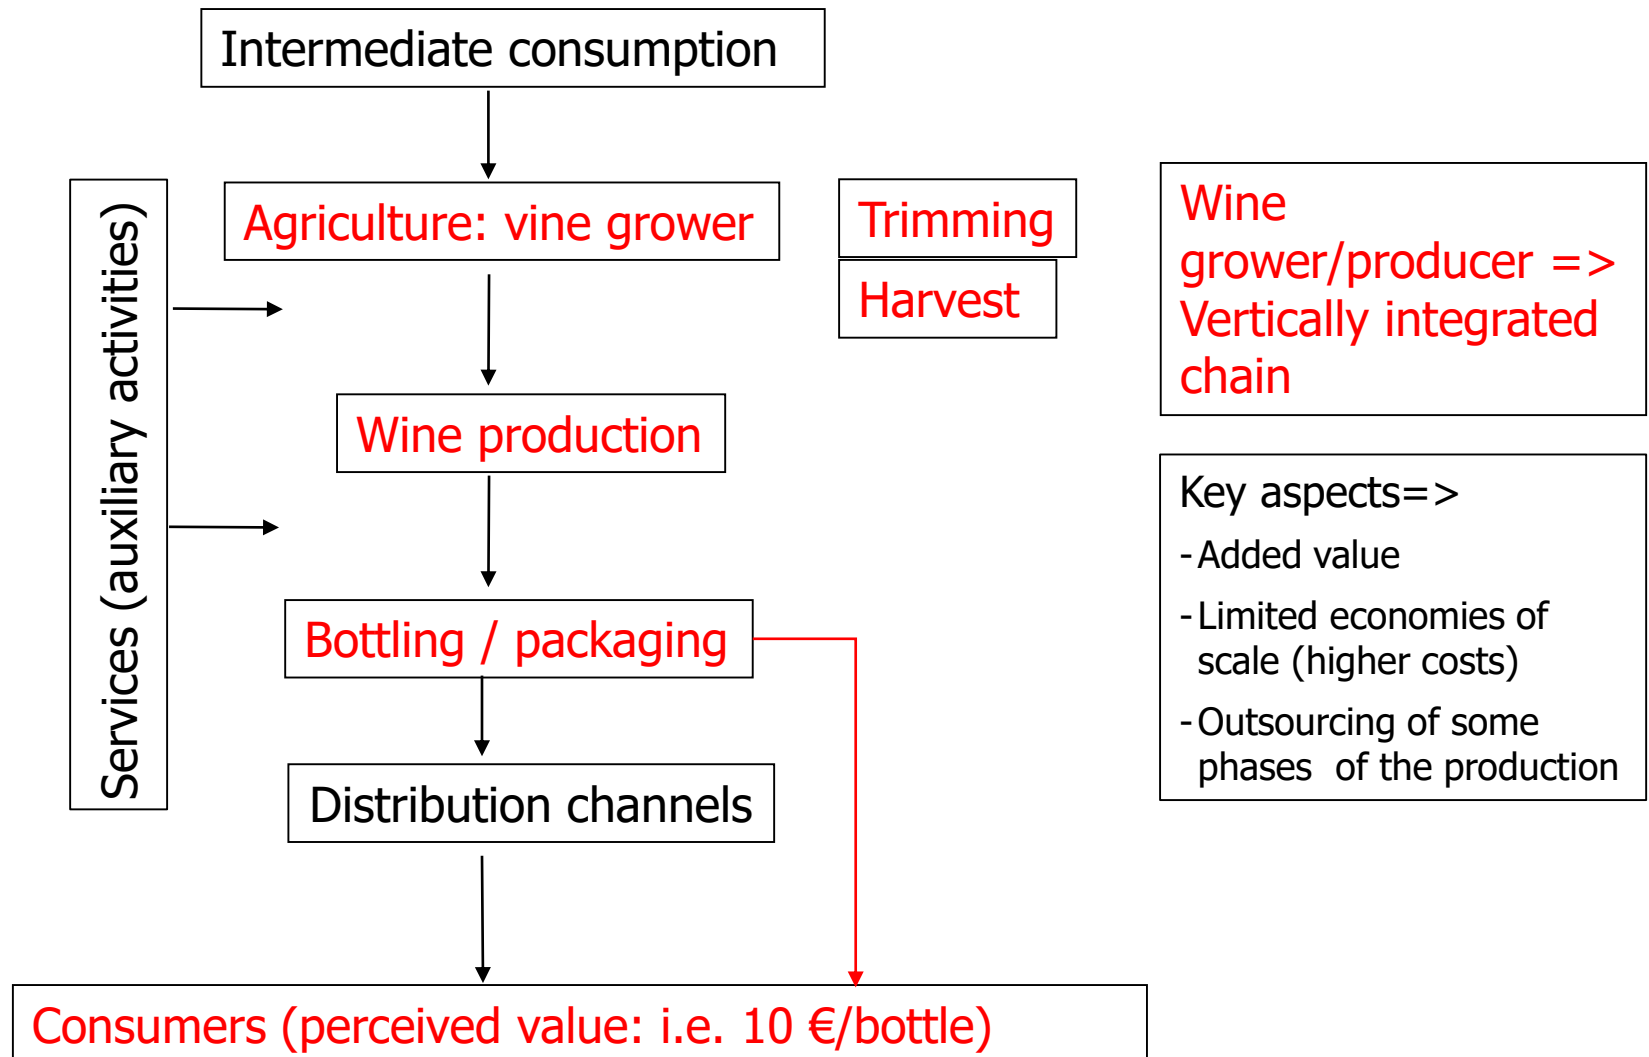 Intermediate consumption
Services (auxiliary activities)
Agriculture: vine grower
Trimming
Harvest
Wine
grower/producer =>
Vertically integrated
chain
Wine production
Key aspects=>
-Added value
-Limited economies of
scale (higher costs)
-Outsourcing of some
phases of the production
Bottling / packaging
Distribution channels
Consumers (perceived value: i.e. 10 €/bottle)